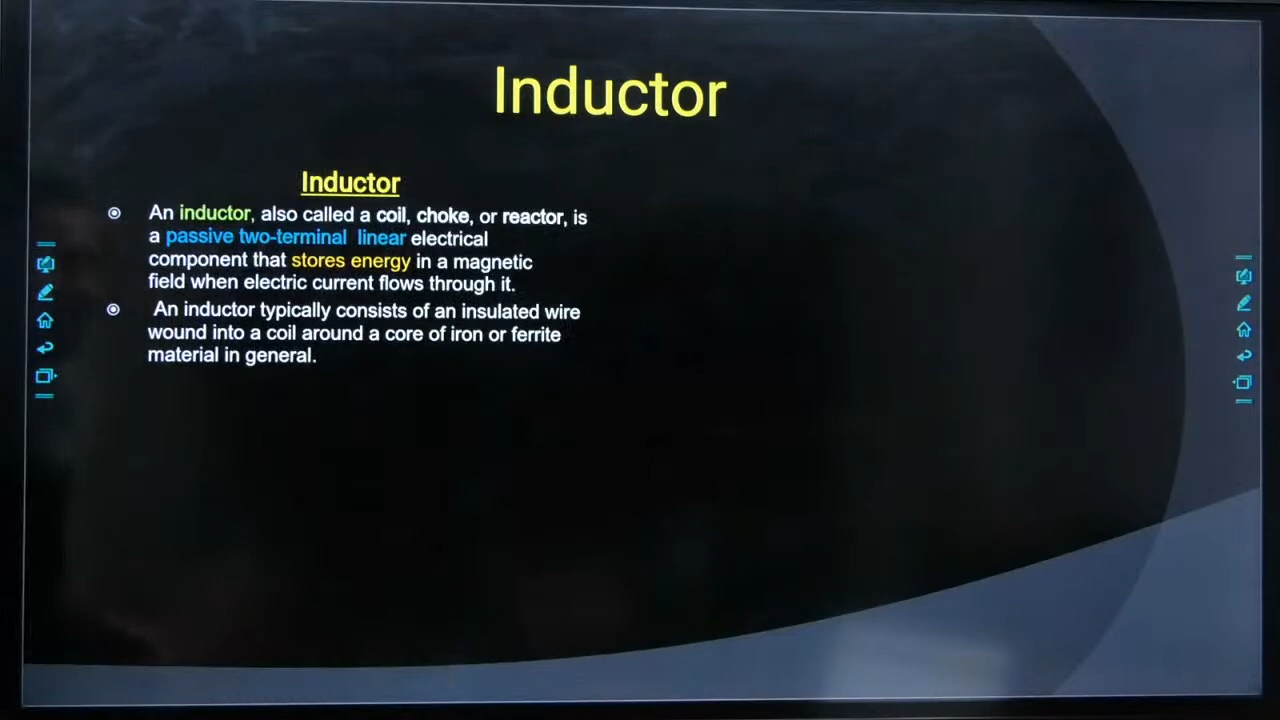 Inductor
Inductor
An inductor, also called a coil, choke, or reactor, is
a passive two-terminal linear electrical
component that stores energy in a magnetic
field when electric current flows through it.
An inductor typically consists of an insulated wire
wound into a coil around a core of iron or ferrite
material in general.